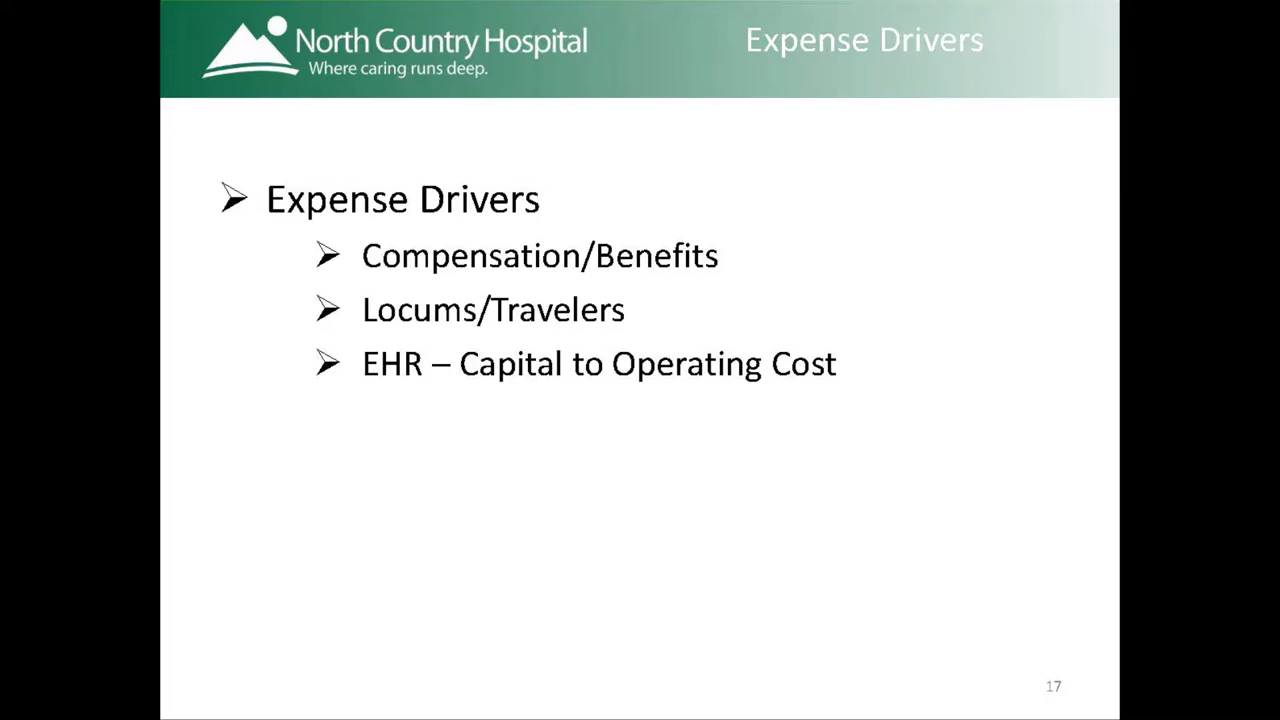 North Country Hospital
Where caring runs deep.
Expense Drivers
Expense Drivers
Compensation/Benefits
Locums/Travelers
EHR – Capital to Operating Cost
17